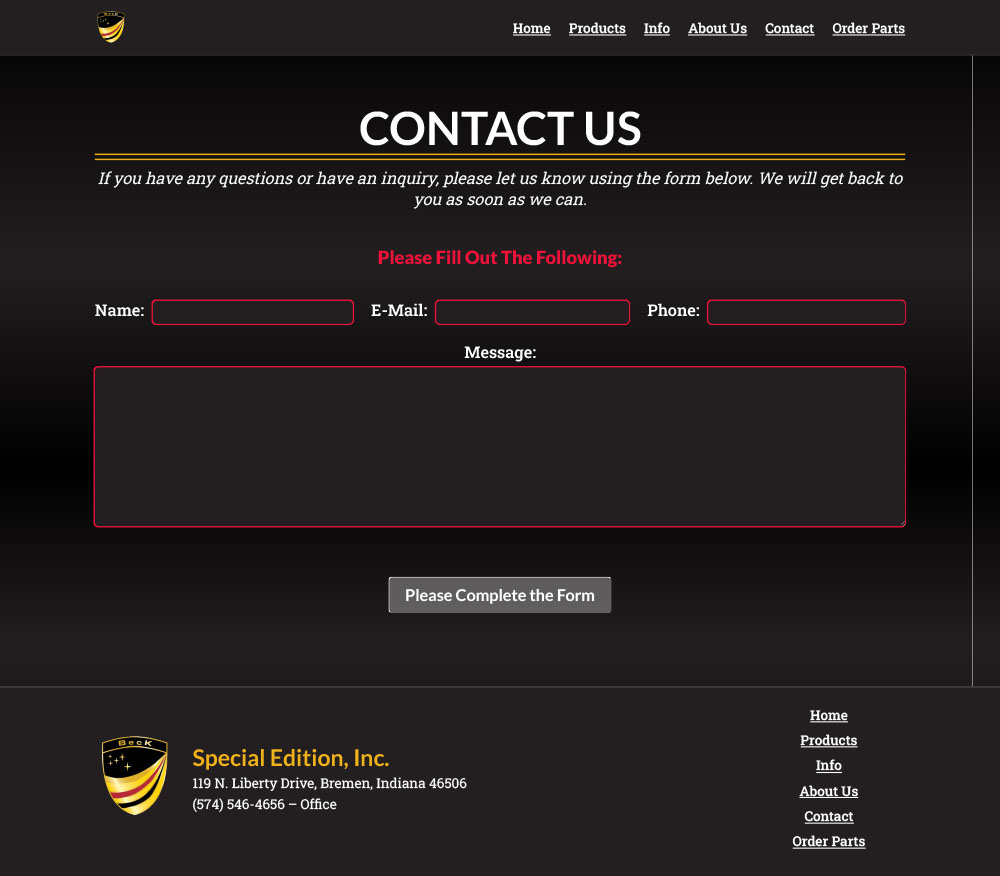 BecK
Home Products Info About Us Contact Order Parts
CONTACT US
If you have any questions or have an inquiry, please let us know using the form below. We will get back to
you as soon as we can.
Please Fill Out The Following:
Name: E-Mail: Phone:
Message:
Please Complete the Form
BecK
Special Edition, Inc.
119 N. Liberty Drive, Bremen, Indiana 46506
(574) 546-4656 – Office
Home
Products
Info
About Us
Contact
Order Parts